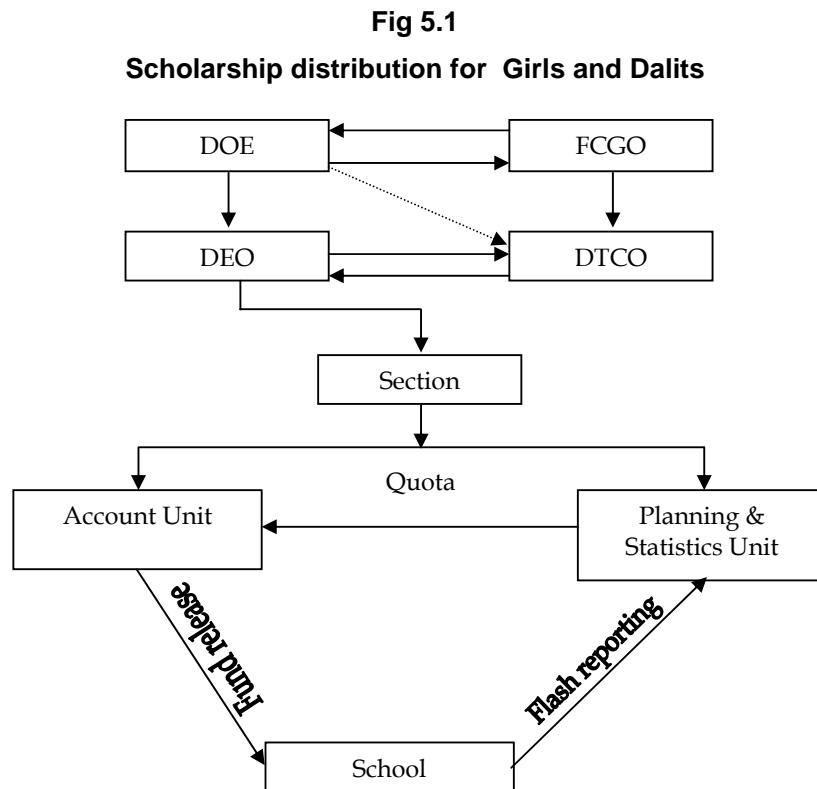 Fig 5.1
Scholarship distribution for Girls and Dalits
DOE
FCGO
DEO
DTCO
Section
Quota
Account Unit
Planning &
Statistics Unit
Fund release
Flash reporting
School